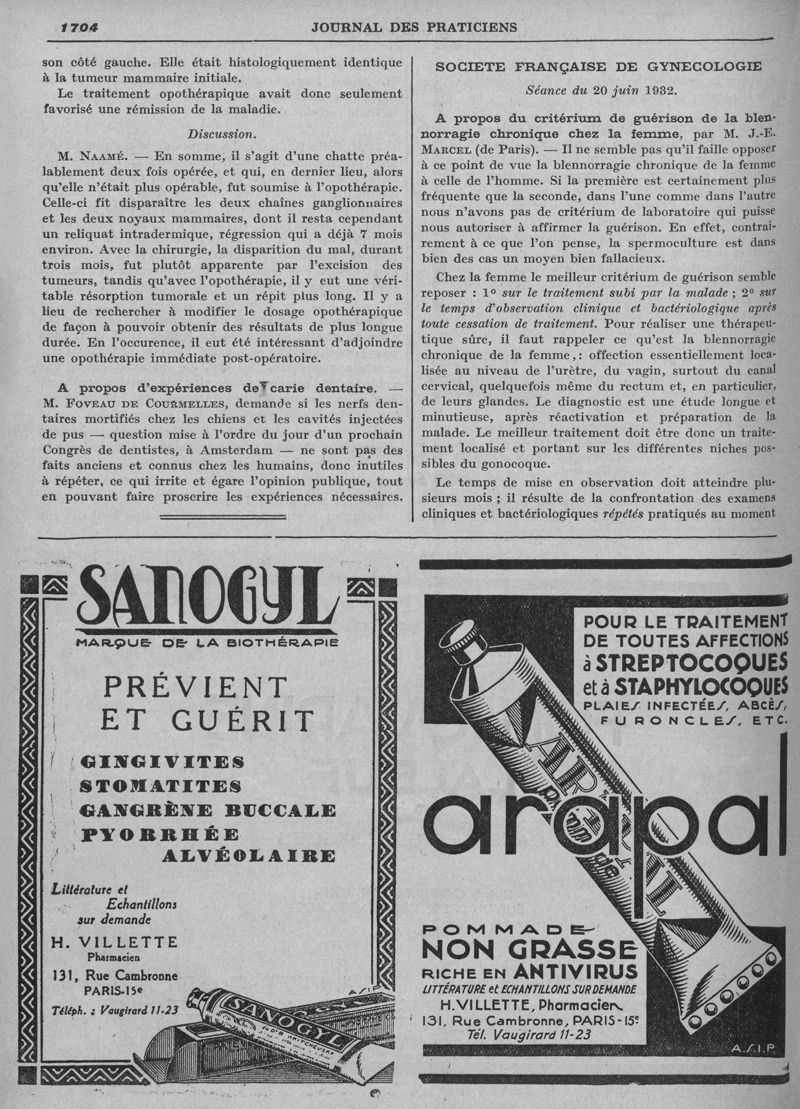 1704
JOURNAL DES PRATICIENS
son côté gauche. Elle était histologiquement identique
à la tumeur mammaire initiale.
Le traitement opothérapique avait donc seulement
favorisé une rémission de la maladie.
Discussion.
M. NAAMÉ. — En somme, il s'agit d'une chatte préa-
lablement deux fois opérée, et qui, en dernier lieu, alors
qu'elle n'était plus opérable, fut soumise à l'opothérapie.
Celle-ci fit disparaître les deux chaînes ganglionnaires
et les deux noyaux mammaires, dont il resta cependant
un reliquat intradermique, régression qui a déjà 7 mois
environ. Avec la chirurgie, la disparition du mal, durant
trois mois, fut plutôt apparente par l'excision des
tumeurs, tandis qu'avec l'opothérapie, il y eut une véri-
table résorption tumorale et un répit plus long. Il y a
lieu de rechercher à modifier le dosage opothérapique
de façon à pouvoir obtenir des résultats de plus longue
durée. En l'occurence, il eut été intéressant d'adjoindre
une opothérapie immédiate post-opératoire.
A propos d'expériences de carie dentaire. —
M. FOVEAU DE COURMELLES, demande si les nerfs den-
taires mortifiés chez les chiens et les cavités injectées
de pus — question mise à l'ordre du jour d'un prochain
Congrès de dentistes, à Amsterdam — ne sont pas des
faits anciens et connus chez les humains, donc inutiles
à répéter, ce qui irrite et égare l'opinion publique, tout
en pouvant faire proscrire les expériences nécessaires.
SOCIETE FRANÇAISE DE GYNECOLOGIE
Séance du 20 juin 1932.
A propos du critérium de guérison de la blen-
norragie chronique chez la femme, par M. J.-E.
MARCEL (de Paris). — Il ne semble pas qu'il faille opposer
à ce point de vue la blennorragie chronique de la femme
à celle de l'homme. Si la première est certainement plus
fréquente que la seconde, dans l'une comme dans l'autre
nous n'avons pas de critérium de laboratoire qui puisse
nous autoriser à affirmer la guérison. En effet, contrai-
rement à ce que l'on pense, la spermoculture est dans
bien des cas un moyen bien fallacieux.
Chez la femme le meilleur critérium de guérison semble
reposer : 1º sur le traitement subi par la malade ; 2º sur
le temps d'observation clinique et bactériologique après
toute cessation de traitement. Pour réaliser une thérapeu-
tique sûre, il faut rappeler ce qu'est la blennorragie
chronique de la femme,: offection essentiellement loca-
lisée au niveau de l'urètre, du vagin, surtout du canal
cervical, quelquefois même du rectum et, en particulier,
de leurs glandes. Le diagnostic est une étude longue et
minutieuse, après réactivation et préparation de la
malade. Le meilleur traitement doit être donc un traite-
ment localisé et portant sur les différentes niches pos-
sibles du gonocoque.
Le temps de mise en observation doit atteindre plu-
sieurs mois ; il résulte de la confrontation des examens
cliniques et bactériologiques répétés pratiqués au moment
SANOGYL
MARQUE DE LA BIOTHÉRAPIE
PRÉVIENT
ET GUÉRIT
GINGIVITES
STOMATITES
GANGRÈNE BUCCALE
PYORRHÉE
ALVÉOLAIRE
Littérature et
Echantillons
sur demande
H. VILLETTE
Pharmacien
131, Rue Cambronne
PARIS-15e
Téléph. : Vaugirard 11-23
A.S.I.P.
SANOGYL
POUR LE TRAITEMENT
DE TOUTES AFFECTIONS
à STREPTOCOQUES
et à STAPHYLOCOQUES
PLAIES INFECTÉES, ABCÈS,
FURONCLES, ETC.
ARAPAL
arapal
POMMADE
NON GRASSE
RICHE EN ANTIVIRUS
LITTÉRATURE et ECHANTILLONS SUR DEMANDE
H. VILLETTE, Pharmacien,
131, Rue Cambronne, PARIS-15e
Tél. Vaugirard 11-23
A.S.I.P.